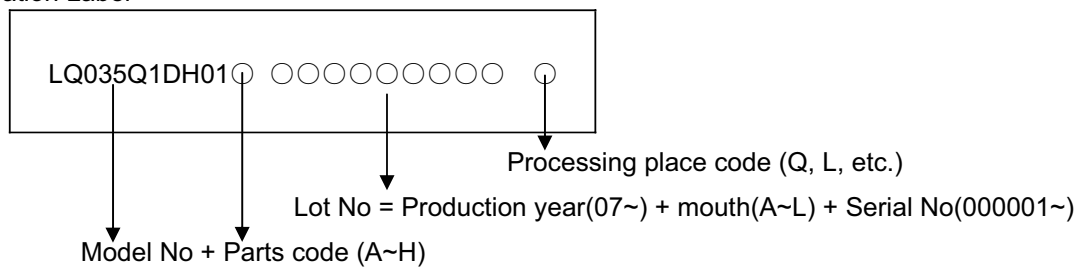 LQ035Q1DH01○ ○○○○○○○○○ ○
Processing place code (Q, L, etc.)
Lot No = Production year(07~) + mouth(A~L) + Serial No(000001~)
Model No + Parts code (A~H)